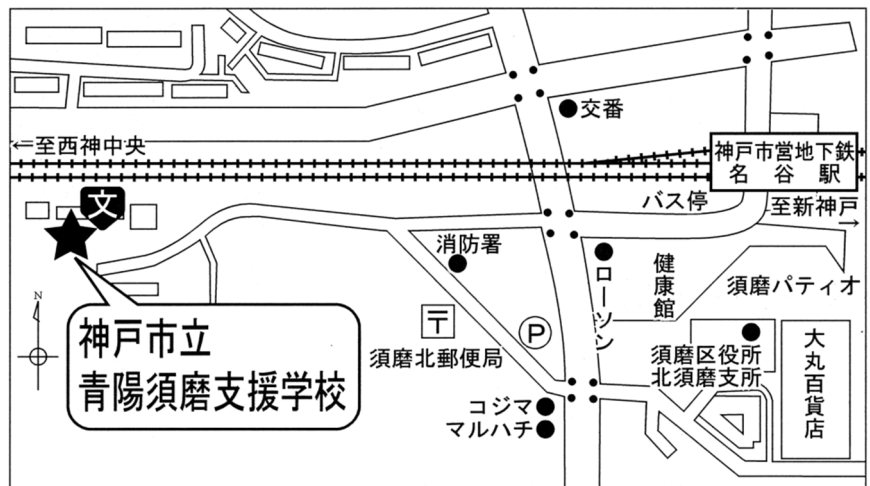 交番
←至西神中央
神戸市営地下鉄
名谷駅
バス停
至新神戸
→
文
消防署
ローソン
健康館
須磨パティオ
N
〒
P
神戸市立
青陽須磨支援学校
須磨北郵便局
須磨区役所
北須磨支所
大丸百貨店
コジマ
マルハチ